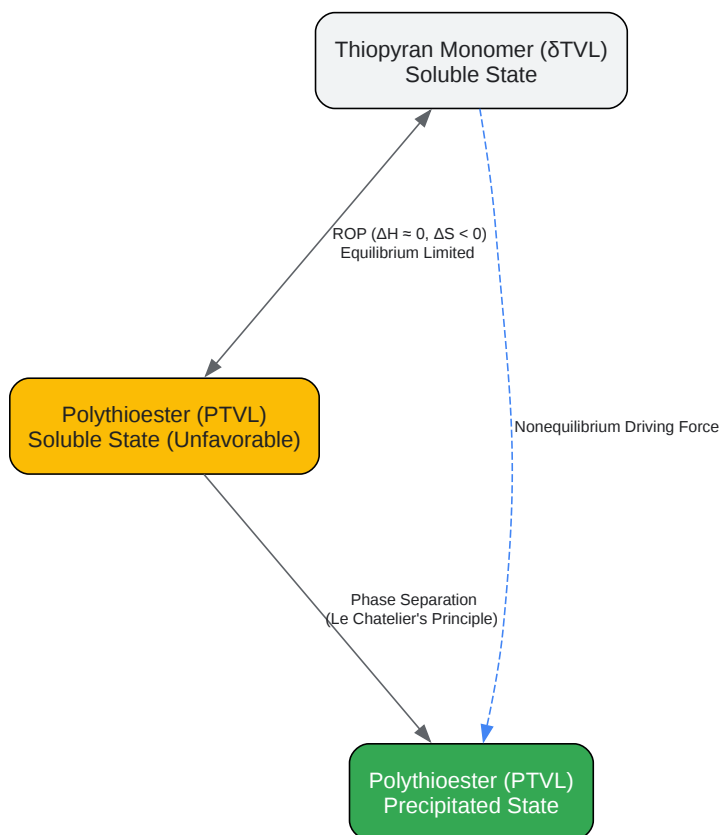 Thiopyran Monomer (δTVL)
Soluble State
ROP (ΔH ≈ 0, ΔS < 0)
Equilibrium Limited
Polythioester (PTVL)
Soluble State (Unfavorable)
Nonequilibrium Driving Force
Phase Separation
(Le Chatelier's Principle)
Polythioester (PTVL)
Precipitated State